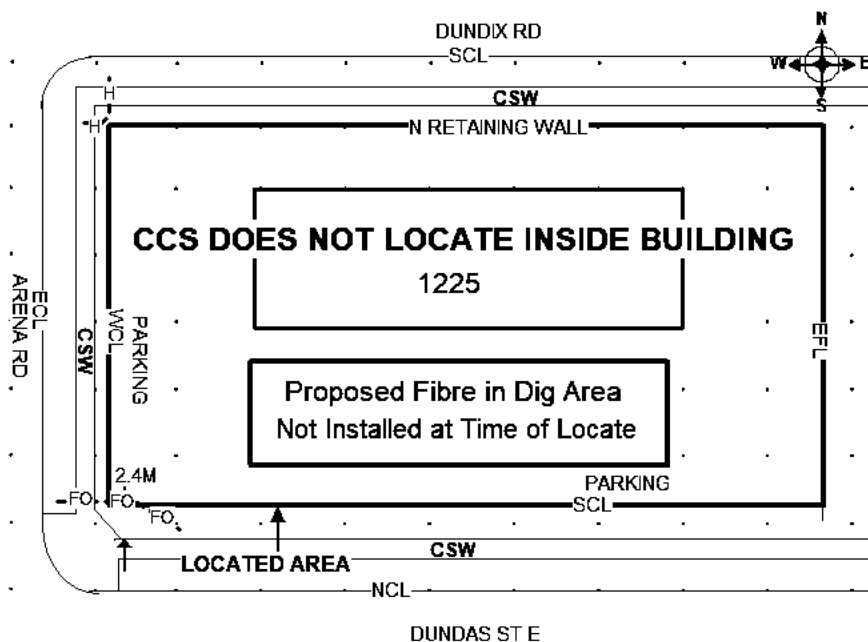 DUNDIX RD
SCL
N
W
E
S
CSW
H
H
N RETAINING WALL
CCS DOES NOT LOCATE INSIDE BUILDING
1225
ECL
ARENA RD
CSW
WCL
PARKING
EFL
Proposed Fibre in Dig Area
Not Installed at Time of Locate
2.4M
PARKING
FO
FO
FO
SCL
LOCATED AREA
CSW
NCL
DUNDAS ST E